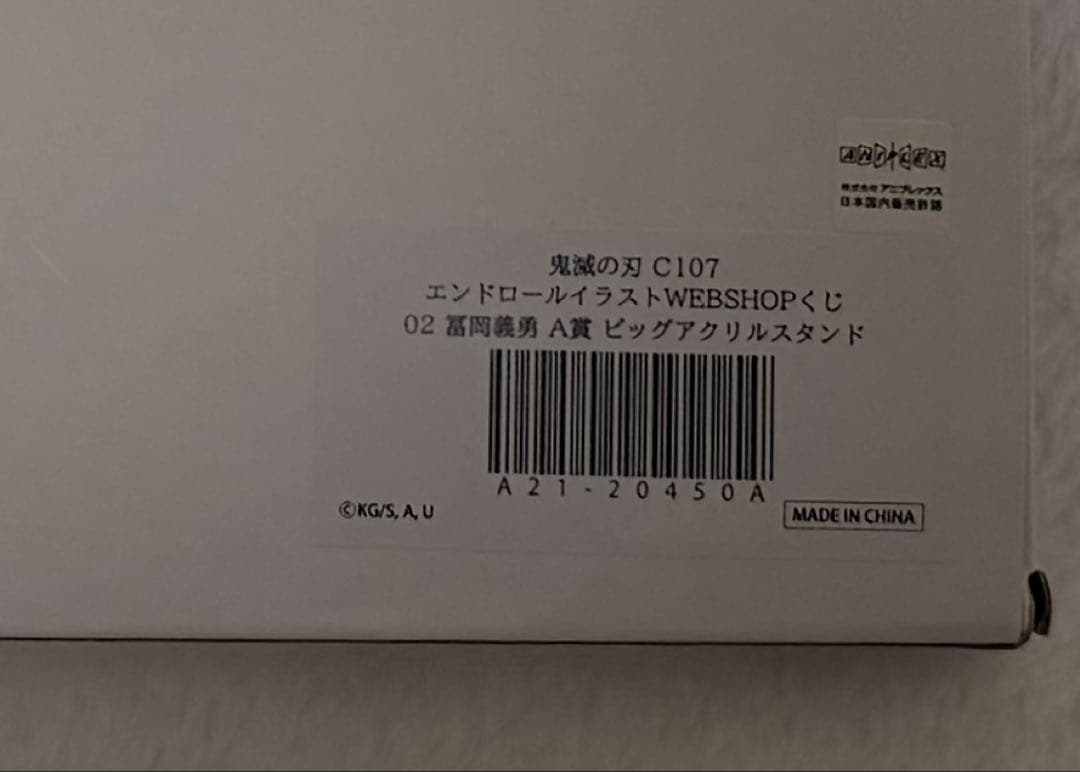 ANIPLEX
株式会社 アニプレックス
日本国内販売許諾
鬼滅の刃 C107
エンドロールイラストWEBSHOPくじ
02 冨岡義勇 A賞 ビッグアクリルスタンド
A21-20450A
©KG/S, A, U
MADE IN CHINA